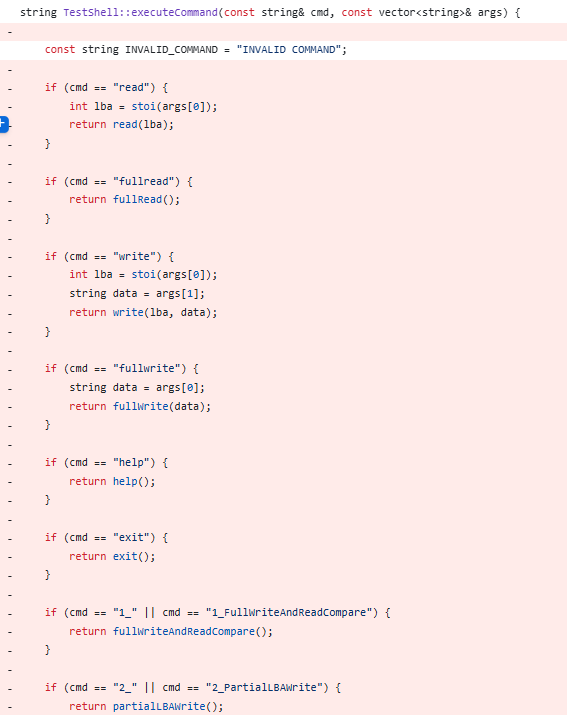 string TestShell::executeCommand(const string& cmd, const vector<string>& args) {
-
    const string INVALID_COMMAND = "INVALID COMMAND";
-
-    if (cmd == "read") {
-        int lba = stoi(args[0]);
        return read(lba);
-    }
-
-    if (cmd == "fullread") {
-        return fullRead();
-    }
-
-    if (cmd == "write") {
-        int lba = stoi(args[0]);
-        string data = args[1];
-        return write(lba, data);
-    }
-
-    if (cmd == "fullwrite") {
-        string data = args[0];
-        return fullWrite(data);
-    }
-
-    if (cmd == "help") {
-        return help();
-    }
-
-    if (cmd == "exit") {
-        return exit();
-    }
-
-    if (cmd == "1_" || cmd == "1_FullWriteAndReadCompare") {
-        return fullWriteAndReadCompare();
-    }
-
-    if (cmd == "2_" || cmd == "2_PartialLBAWrite") {
-        return partialLBAWrite();